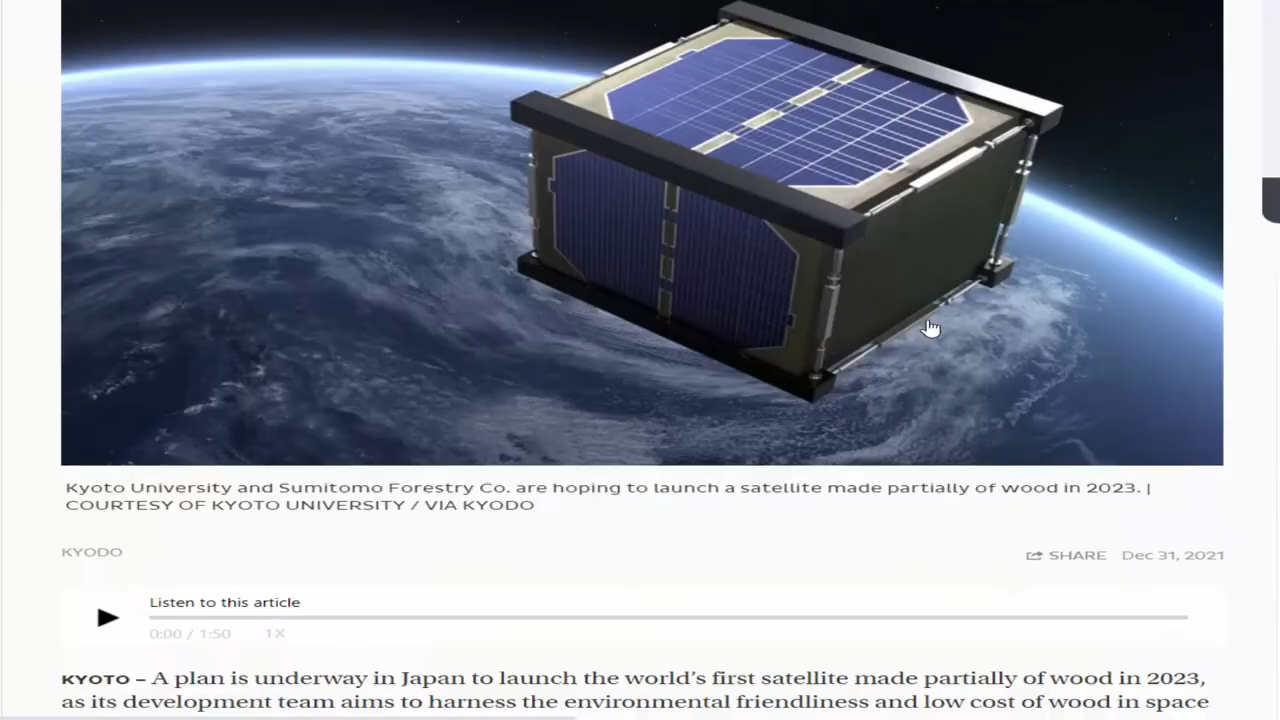 Kyoto University and Sumitomo Forestry Co. are hoping to launch a satellite made partially of wood in 2023. |
COURTESY OF KYOTO UNIVERSITY / VIA KYODO
KYODO
SHARE Dec 31, 2021
Listen to this article
0:00 / 1:50 1X
KYOTO – A plan is underway in Japan to launch the world's first satellite made partially of wood in 2023,
as its development team aims to harness the environmental friendliness and low cost of wood in space